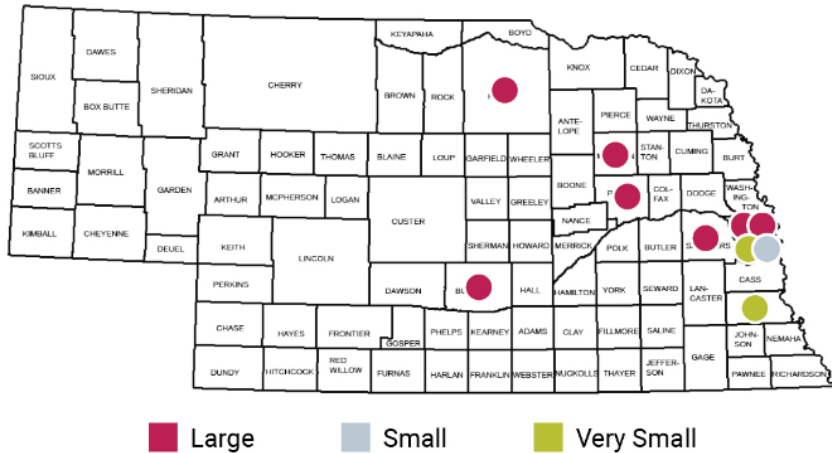 KEYAPAHA
BOYD
DAWES
SIOUX
SHERIDAN
CHERRY
BROWN
ROCK
KNOX
CEDAR
DIXON
DA-
KOTA
BOX BUTTE
ANTE-
LOPE
PIERCE
WAYNE
THURSTON
SCOTTS
BLUFF
MORRILL
GARDEN
GRANT
HOOKER
THOMAS
BLAINE
LOUP
GARFIELD
WHEELER
STAN-
TON
CUMING
BURT
BANNER
ARTHUR
MCPHERSON
LOGAN
CUSTER
VALLEY
GREELEY
BOONE
COL-
FAX
DODGE
WASH-
ING-
TON
NANCE
KIMBALL
CHEYENNE
DEUEL
KEITH
LINCOLN
SHERMAN
HOWARD
MERRICK
POLK
BUTLER
PERKINS
DAWSON
HALL
HAMILTON
YORK
SEWARD
LAN-
CASTER
CASS
CHASE
HAYES
FRONTIER
GOSPER
PHELPS
KEARNEY
ADAMS
CLAY
FILLMORE
SALINE
JOHN-
SON
NEMAHA
DUNDY
HITCHCOCK
RED
WILLOW
FURNAS
HARLAN
FRANKLIN
WEBSTER
NUCKOLLS
THAYER
JEFFER-
SON
GAGE
PAWNEE
RICHARDSON
Large
Small
Very Small